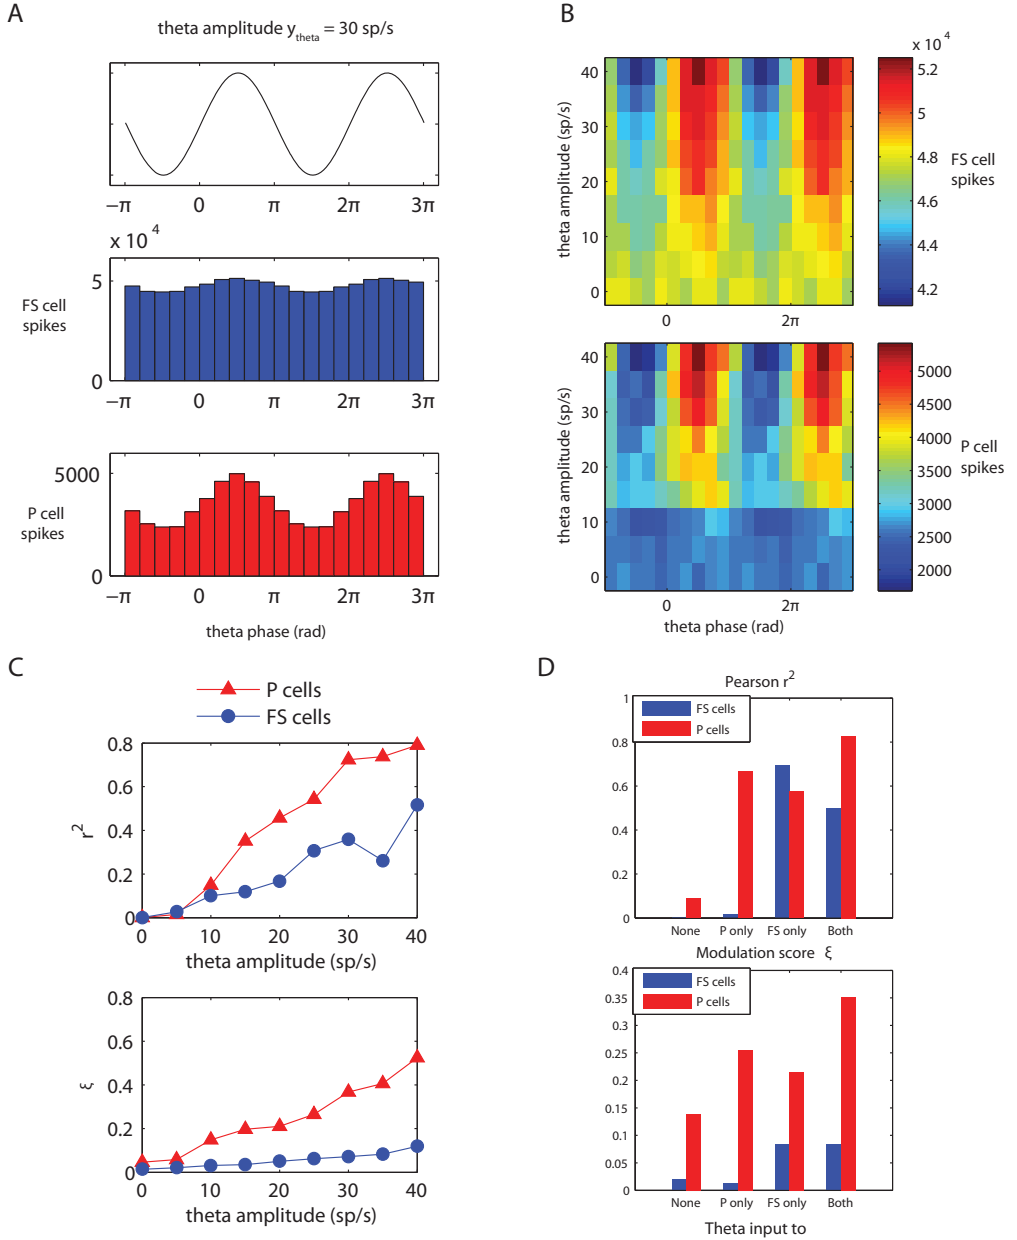 A
theta amplitude y_theta = 30 sp/s
−π 0 π 2π 3π
x 10^4
5
0
FS cell
spikes
−π 0 π 2π 3π
5000
0
P cell
spikes
−π 0 π 2π 3π
theta phase (rad)
B
x 10^4
40
30
20
10
0
theta amplitude (sp/s)
0 2π
5.2
5
4.8
4.6
4.4
4.2
FS cell
spikes
40
30
20
10
0
theta amplitude (sp/s)
0 2π
theta phase (rad)
5000
4500
4000
3500
3000
2500
2000
P cell
spikes
C
P cells
FS cells
0.8
0.6
0.4
0.2
0
r^2
0 10 20 30 40
theta amplitude (sp/s)
0.8
0.6
0.4
0.2
0
ξ
0 10 20 30 40
theta amplitude (sp/s)
D
Pearson r^2
1
0.8
0.6
0.4
0.2
0
FS cells
P cells
None P only FS only Both
Modulation score ξ
0.4
0.35
0.3
0.25
0.2
0.15
0.1
0.05
0
FS cells
P cells
None P only FS only Both
Theta input to